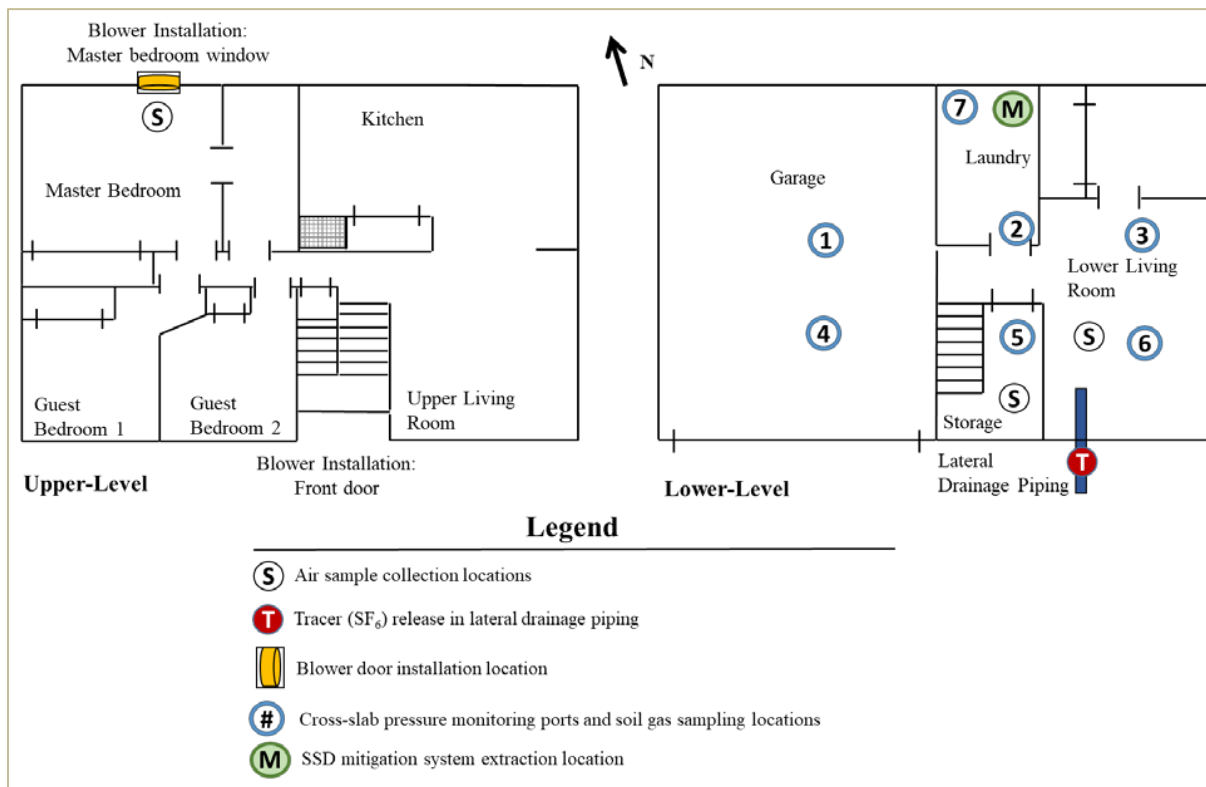 Blower Installation:
Master bedroom window
S
Kitchen
Master Bedroom
Guest
Bedroom 1
Guest
Bedroom 2
Upper Living
Room
Blower Installation:
Front door
Upper-Level
N
7
M
Laundry
Garage
1
2
3
Lower Living
Room
4
5
S
6
S
Storage
Lateral
Drainage Piping
T
Lower-Level
Legend
S Air sample collection locations
T Tracer (SF₆) release in lateral drainage piping
Blower door installation location
# Cross-slab pressure monitoring ports and soil gas sampling locations
M SSD mitigation system extraction location